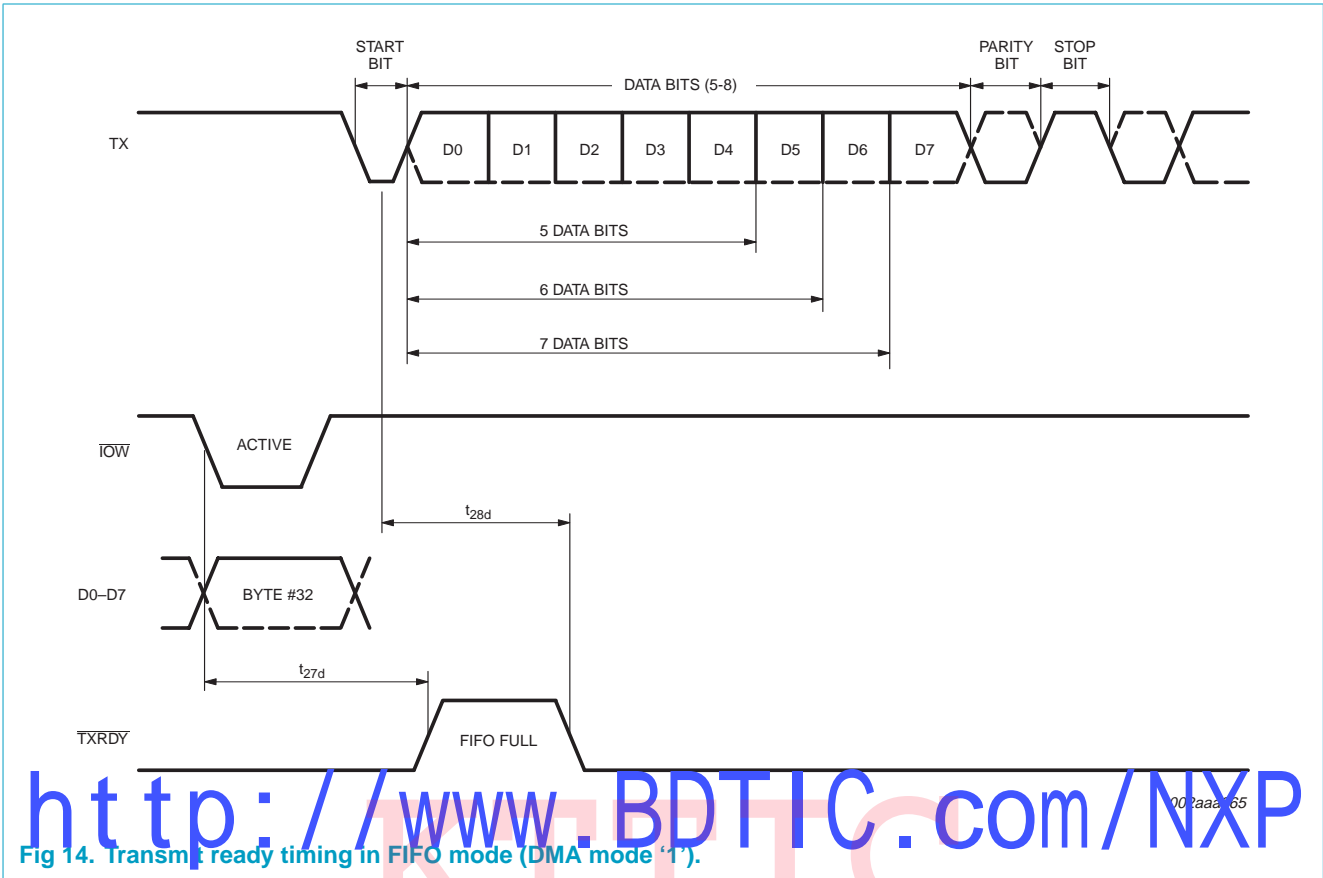 START BIT
PARITY BIT
STOP BIT
DATA BITS (5-8)
TX
D0 D1 D2 D3 D4 D5 D6 D7
5 DATA BITS
6 DATA BITS
7 DATA BITS
IOW
ACTIVE
t28d
D0–D7
BYTE #32
t27d
TXRDY
FIFO FULL
http://www.BDTIC.com/NXP
Fig 14. Transmit ready timing in FIFO mode (DMA mode ‘1’).